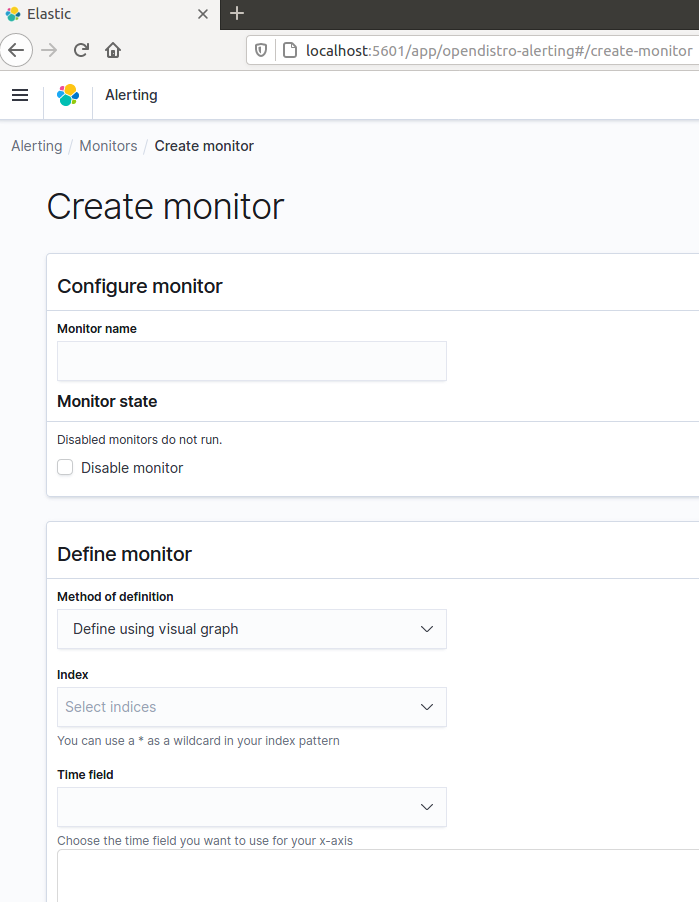 Elastic
localhost:5601/app/opendistro-alerting#/create-monitor
Alerting
Alerting / Monitors / Create monitor
Create monitor
Configure monitor
Monitor name
Monitor state
Disabled monitors do not run.
Disable monitor
Define monitor
Method of definition
Define using visual graph
Index
Select indices
You can use a * as a wildcard in your index pattern
Time field
Choose the time field you want to use for your x-axis